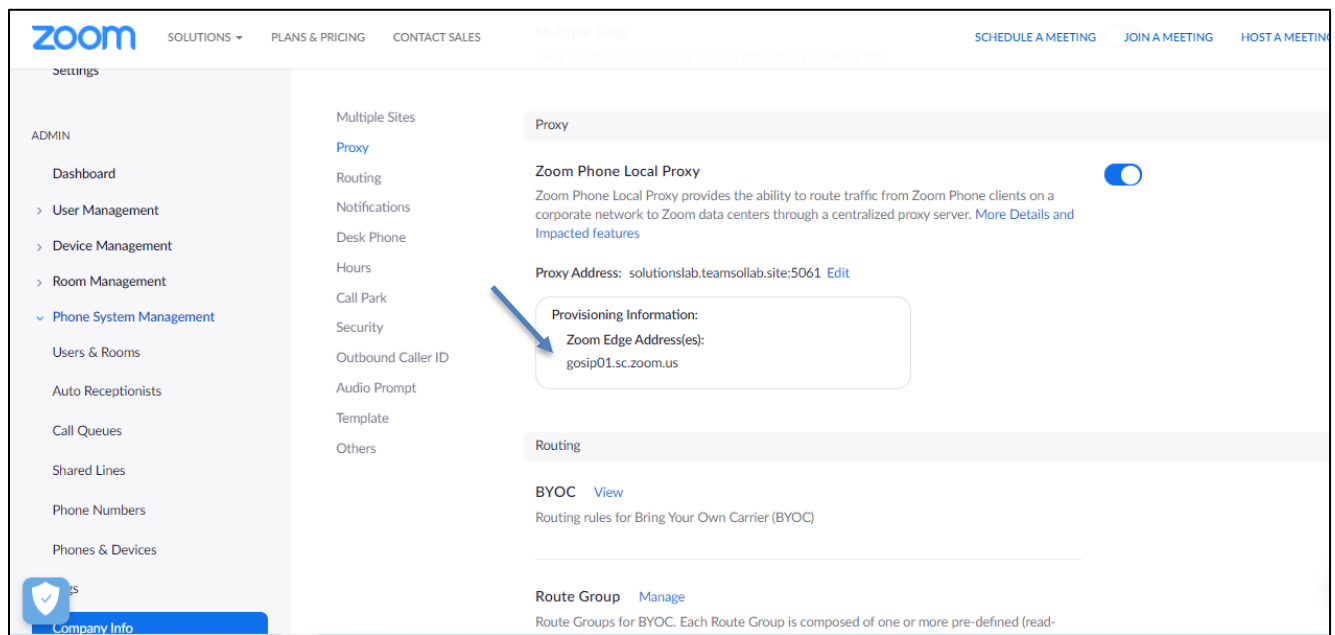 zoom
SOLUTIONS
PLANS & PRICING
CONTACT SALES
Multiple Sites
SCHEDULE A MEETING
JOIN A MEETING
HOST A MEETING
Settings
ADMIN
Dashboard
User Management
Device Management
Room Management
Phone System Management
Users & Rooms
Auto Receptionists
Call Queues
Shared Lines
Phone Numbers
Phones & Devices
Company Info
Multiple Sites
Proxy
Routing
Notifications
Desk Phone
Hours
Call Park
Security
Outbound Caller ID
Audio Prompt
Template
Others
Proxy
Zoom Phone Local Proxy
Zoom Phone Local Proxy provides the ability to route traffic from Zoom Phone clients on a
corporate network to Zoom data centers through a centralized proxy server. More Details and
Impacted features
Proxy Address: solutionslab.teamsollab.site:5061 Edit
Provisioning Information:
Zoom Edge Address(es):
gosip01.sc.zoom.us
Routing
BYOC View
Routing rules for Bring Your Own Carrier (BYOC)
Route Group Manage
Route Groups for BYOC. Each Route Group is composed of one or more pre-defined (read-